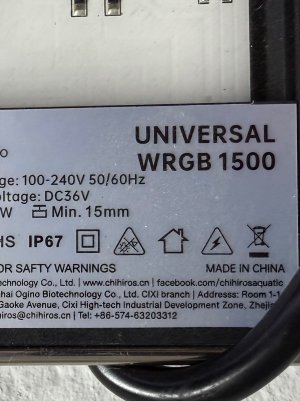 UNIVERSAL
WRGB 1500
ge: 100-240V 50/60Hz
oltage: DC36V
W Min. 15mm
HS IP67
OR SAFTY WARNINGS MADE IN CHINA
chnology Co., Ltd. | www.chihiros.cn | facebook.com/chihirosaquatic
hai Ogino Biotechnology Co., Ltd. CIXI branch | Address: Room 1-1
Gaoke Avenue, Cixi High-tech Industrial Development Zone, Zhejia
iros@chihiros.cn | Tel: +86-574-63203312